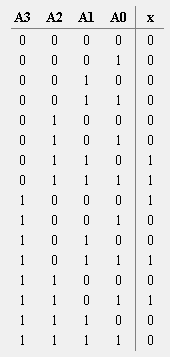 A3 A2 A1 A0 x
0 0 0 0 0
0 0 0 1 0
0 0 1 0 0
0 0 1 1 0
0 1 0 0 0
0 1 0 1 0
0 1 1 0 1
0 1 1 1 1
1 0 0 0 1
1 0 0 1 0
1 0 1 0 0
1 0 1 1 1
1 1 0 0 0
1 1 0 1 1
1 1 1 0 0
1 1 1 1 0